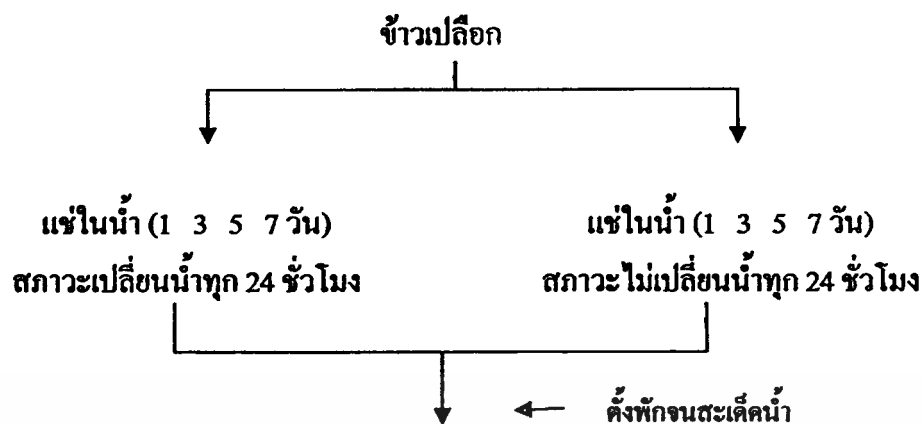 ข้าวเปลือก
แช่ในน้ำ (1 3 5 7 วัน)
สภาวะเปลี่ยนน้ำทุก 24 ชั่วโมง
แช่ในน้ำ (1 3 5 7 วัน)
สภาวะไม่เปลี่ยนน้ำทุก 24 ชั่วโมง
ตั้งพักจนสะเด็ดน้ำ